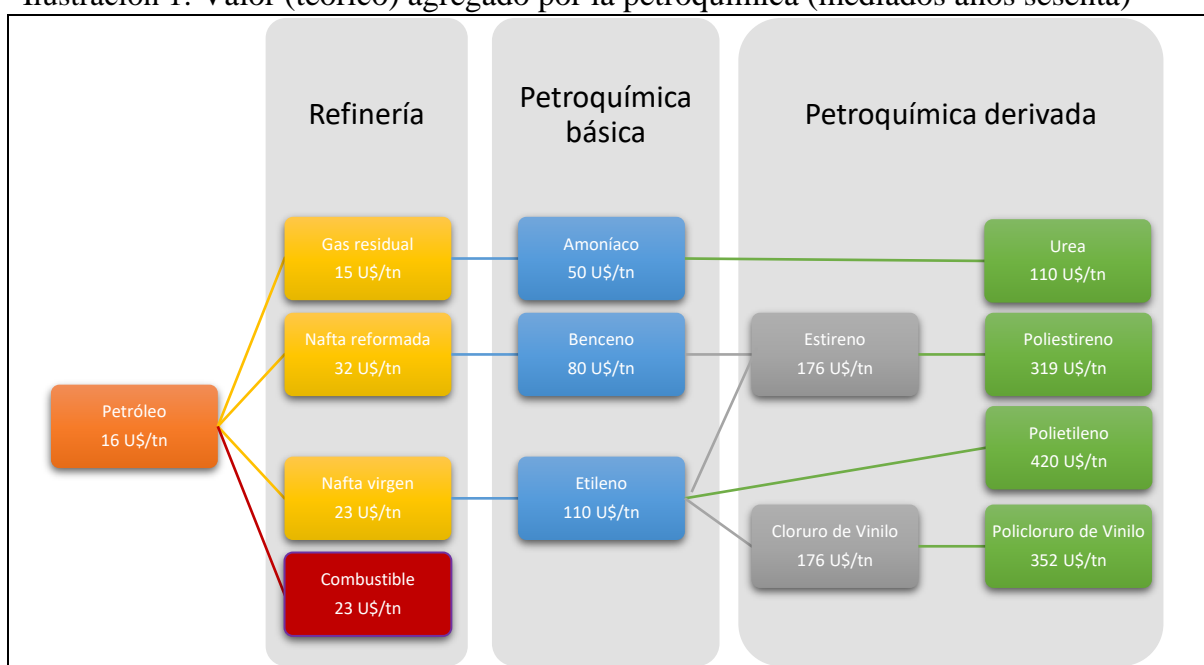 Ilustración 1: Valor (teórico) agregado por la petroquímica (mediados años sesenta)
Refinería
Petroquímica
básica
Petroquímica derivada
Gas residual
15 U$/tn
Amoníaco
50 U$/tn
Urea
110 U$/tn
Nafta reformada
32 U$/tn
Benceno
80 U$/tn
Estireno
176 U$/tn
Poliestireno
319 U$/tn
Petróleo
16 U$/tn
Polietileno
420 U$/tn
Nafta virgen
23 U$/tn
Etileno
110 U$/tn
Cloruro de Vinilo
176 U$/tn
Policloruro de Vinilo
352 U$/tn
Combustible
23 U$/tn